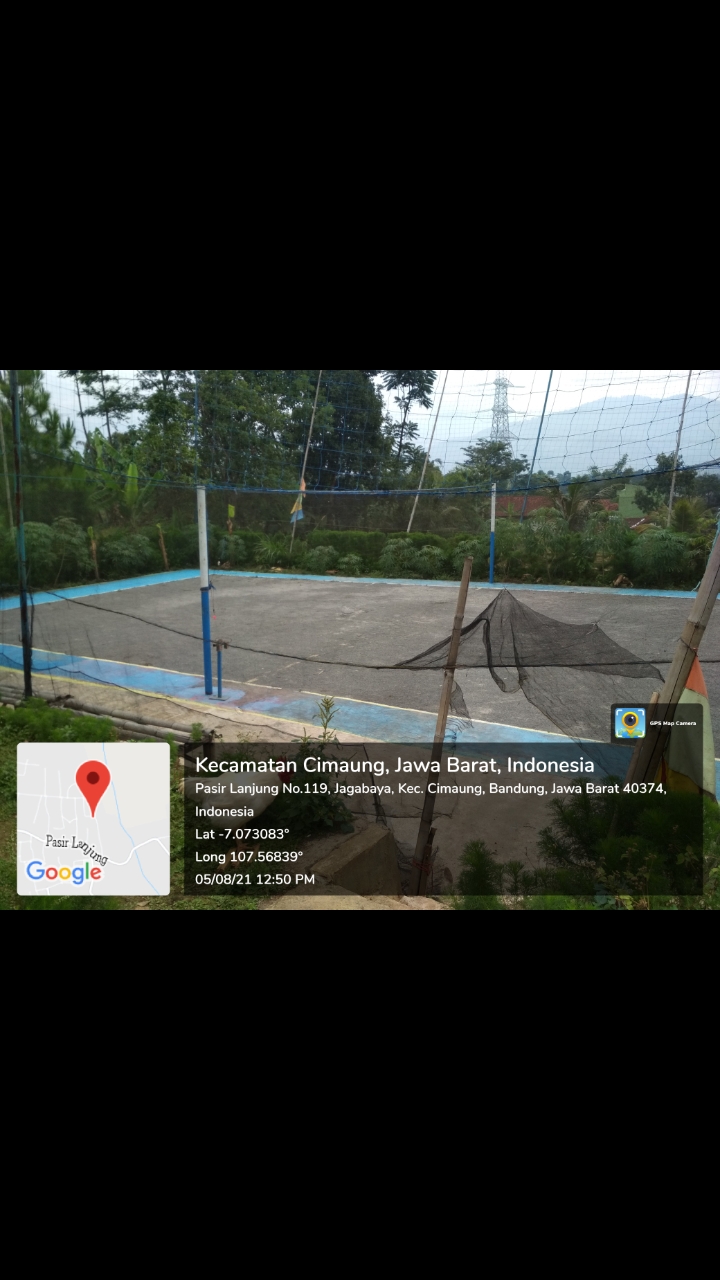 GPS Map Camera
Kecamatan Cimaung, Jawa Barat, Indonesia
Pasir Lanjung No.119, Jagabaya, Kec. Cimaung, Bandung, Jawa Barat 40374,
Indonesia
Lat -7.073083°
Long 107.56839°
05/08/21 12:50 PM
Pasir Lanjung
Google